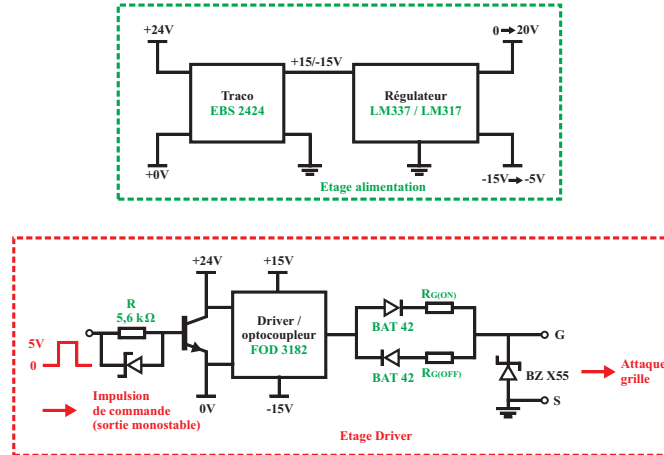 +24V
0→20V
+15/-15V
Traco
EBS 2424
Régulateur
LM337 / LM317
+0V
-15V→-5V
Etage alimentation
+24V
+15V
R
5,6 kΩ
RG(ON)
BAT 42
Driver /
optocoupleur
FOD 3182
G
5V
0
BAT 42
RG(OFF)
BZ X55
Attaque
grille
Impulsion
de commande
(sortie monostable)
0V
-15V
S
Etage Driver